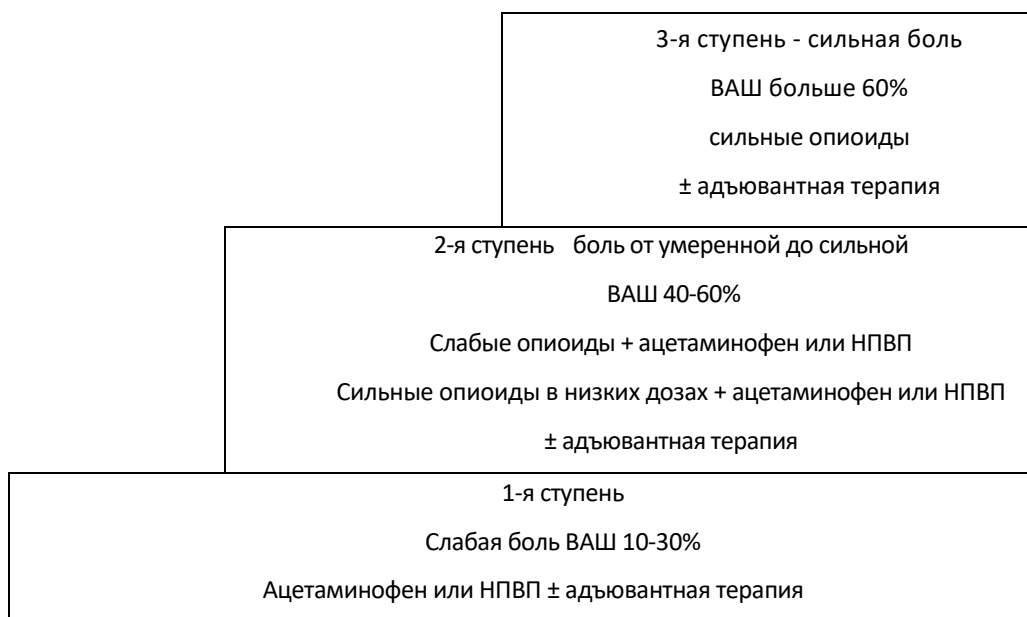 3-я ступень - сильная боль
ВАШ больше 60%
сильные опиоиды
± адъювантная терапия
2-я ступень боль от умеренной до сильной
ВАШ 40-60%
Слабые опиоиды + ацетаминофен или НПВП
Сильные опиоиды в низких дозах + ацетаминофен или НПВП
± адъювантная терапия
1-я ступень
Слабая боль ВАШ 10-30%
Ацетаминофен или НПВП ± адъювантная терапия